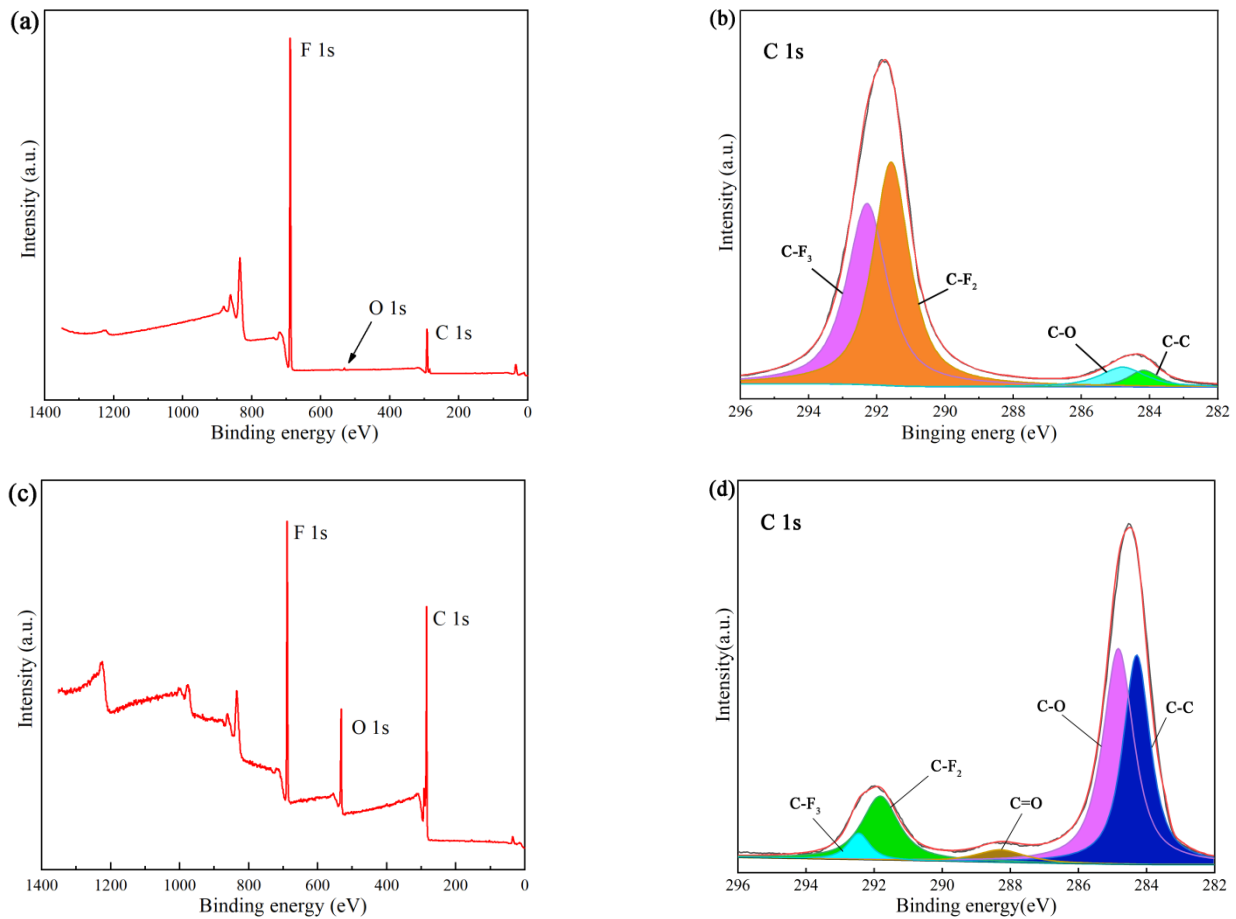 (a)
F 1s
O 1s
C 1s
Intensity (a.u.)
1400 1200 1000 800 600 400 200 0
Binding energy (eV)
(b)
C 1s
C-F₃
C-F₂
C-O
C-C
Intensity (a.u.)
296 294 292 290 288 286 284 282
Binging energ (eV)
(c)
F 1s
C 1s
O 1s
Intensity (a.u.)
1400 1200 1000 800 600 400 200 0
Binding energy (eV)
(d)
C 1s
C-O
C-C
C-F₂
C-F₃
C=O
Intensity(a.u.)
296 294 292 290 288 286 284 282
Binding energy(eV)